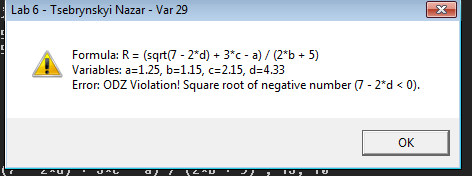 Lab 6 - Tsebrynskyi Nazar - Var 29
Formula: R = (sqrt(7 - 2*d) + 3*c - a) / (2*b + 5)
Variables: a=1.25, b=1.15, c=2.15, d=4.33
Error: ODZ Violation! Square root of negative number (7 - 2*d < 0).
OK